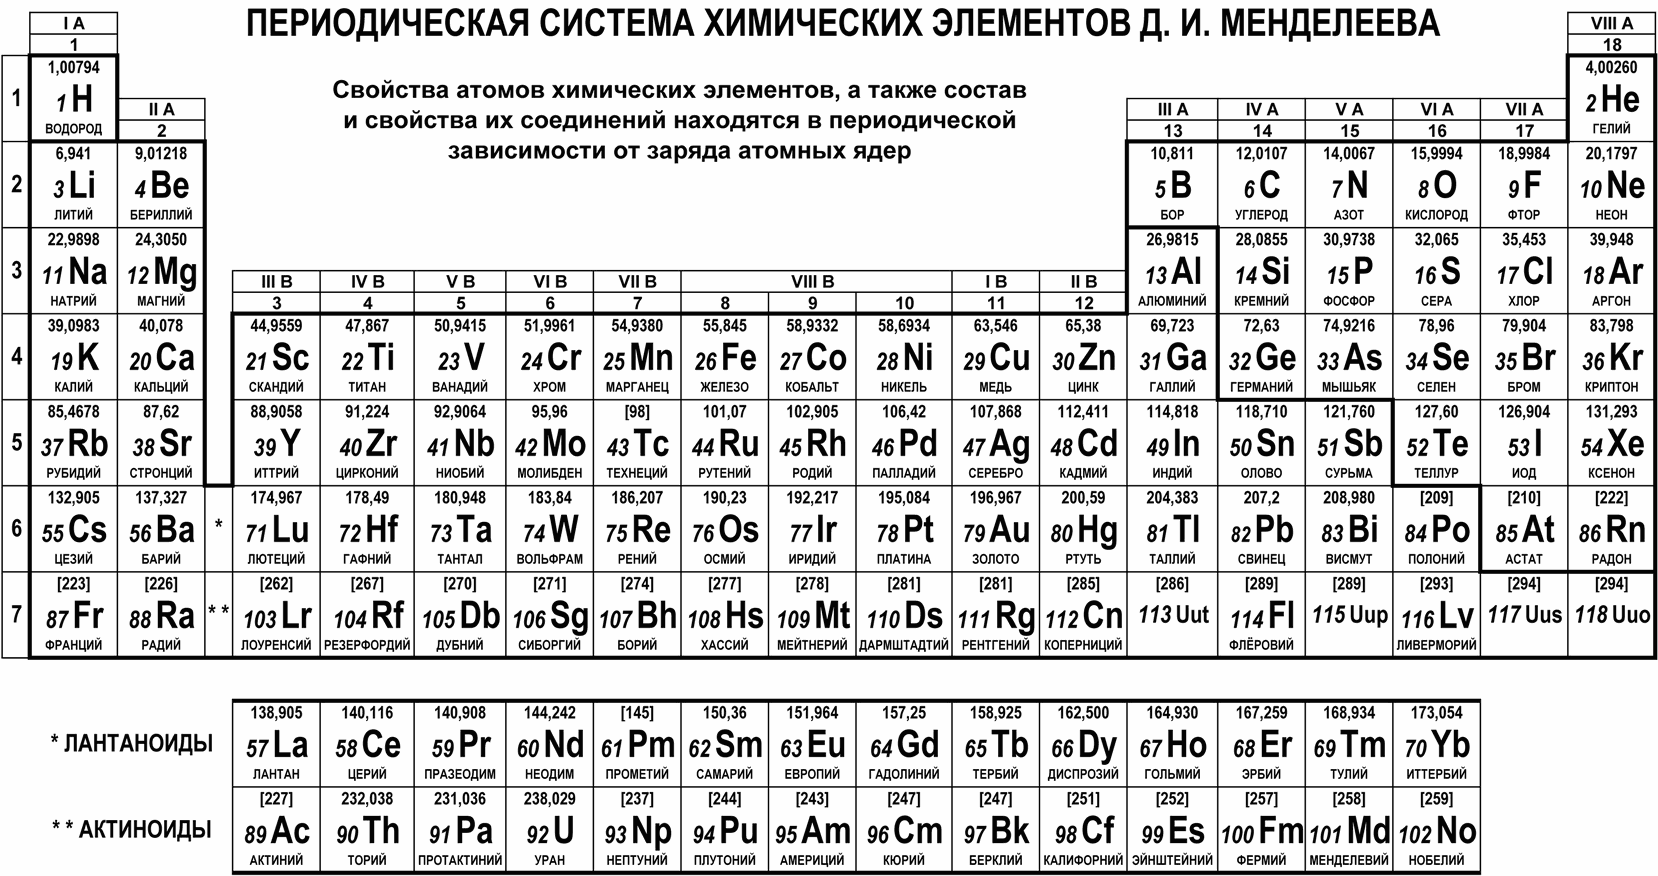 ПЕРИОДИЧЕСКАЯ СИСТЕМА ХИМИЧЕСКИХ ЭЛЕМЕНТОВ Д. И. МЕНДЕЛЕЕВА
I A VIII A
1 18
Свойства атомов химических элементов, а также состав
и свойства их соединений находятся в периодической
зависимости от заряда атомных ядер
1,00794 4,00260
1 1 H 2 He
ВОДОРОД ГЕЛИЙ
II A III A IV A V A VI A VII A
2 13 14 15 16 17
6,941 9,01218 10,811 12,0107 14,0067 15,9994 18,9984 20,1797
2 3 Li 4 Be 5 B 6 C 7 N 8 O 9 F 10 Ne
ЛИТИЙ БЕРИЛЛИЙ БОР УГЛЕРОД АЗОТ КИСЛОРОД ФТОР НЕОН
22,9898 24,3050 26,9815 28,0855 30,9738 32,065 35,453 39,948
3 11 Na 12 Mg 13 Al 14 Si 15 P 16 S 17 Cl 18 Ar
НАТРИЙ МАГНИЙ АЛЮМИНИЙ КРЕМНИЙ ФОСФОР СЕРА ХЛОР АРГОН
III B IV B V B VI B VII B VIII B I B II B
3 4 5 6 7 8 9 10 11 12
39,0983 40,078 44,9559 47,867 50,9415 51,9961 54,9380 55,845 58,9332 58,6934 63,546 65,38 69,723 72,63 74,9216 78,96 79,904 83,798
4 19 K 20 Ca 21 Sc 22 Ti 23 V 24 Cr 25 Mn 26 Fe 27 Co 28 Ni 29 Cu 30 Zn 31 Ga 32 Ge 33 As 34 Se 35 Br 36 Kr
КАЛИЙ КАЛЬЦИЙ СКАНДИЙ ТИТАН ВАНАДИЙ ХРОМ МАРГАНЕЦ ЖЕЛЕЗО КОБАЛЬТ НИКЕЛЬ МЕДЬ ЦИНК ГАЛЛИЙ ГЕРМАНИЙ МЫШЬЯК СЕЛЕН БРОМ КРИПТОН
85,4678 87,62 88,9058 91,224 92,9064 95,96 [98] 101,07 102,905 106,42 107,868 112,411 114,818 118,710 121,760 127,60 126,904 131,293
5 37 Rb 38 Sr 39 Y 40 Zr 41 Nb 42 Mo 43 Tc 44 Ru 45 Rh 46 Pd 47 Ag 48 Cd 49 In 50 Sn 51 Sb 52 Te 53 I 54 Xe
РУБИДИЙ СТРОНЦИЙ ИТТРИЙ ЦИРКОНИЙ НИОБИЙ МОЛИБДЕН ТЕХНЕЦИЙ РУТЕНИЙ РОДИЙ ПАЛЛАДИЙ СЕРЕБРО КАДМИЙ ИНДИЙ ОЛОВО СУРЬМА ТЕЛЛУР ИОД КСЕНОН
132,905 137,327 174,967 178,49 180,948 183,84 186,207 190,23 192,217 195,084 196,967 200,59 204,383 207,2 208,980 [209] [210] [222]
6 55 Cs 56 Ba * 71 Lu 72 Hf 73 Ta 74 W 75 Re 76 Os 77 Ir 78 Pt 79 Au 80 Hg 81 Tl 82 Pb 83 Bi 84 Po 85 At 86 Rn
ЦЕЗИЙ БАРИЙ ЛЮТЕЦИЙ ГАФНИЙ ТАНТАЛ ВОЛЬФРАМ РЕНИЙ ОСМИЙ ИРИДИЙ ПЛАТИНА ЗОЛОТО РТУТЬ ТАЛЛИЙ СВИНЕЦ ВИСМУТ ПОЛОНИЙ АСТАТ РАДОН
[223] [226] [262] [267] [270] [271] [274] [277] [278] [281] [281] [285] [286] [289] [289] [293] [294] [294]
7 87 Fr 88 Ra * * 103 Lr 104 Rf 105 Db 106 Sg 107 Bh 108 Hs 109 Mt 110 Ds 111 Rg 112 Cn 113 Uut 114 Fl 115 Uup 116 Lv 117 Uus 118 Uuo
ФРАНЦИЙ РАДИЙ ЛОУРЕНСИЙ РЕЗЕРФОРДИЙ ДУБНИЙ СИБОРГИЙ БОРИЙ ХАССИЙ МЕЙТНЕРИЙ ДАРМШТАДТИЙ РЕНТГЕНИЙ КОПЕРНИЦИЙ ФЛЁРОВИЙ ЛИВЕРМОРИЙ
138,905 140,116 140,908 144,242 [145] 150,36 151,964 157,25 158,925 162,500 164,930 167,259 168,934 173,054
* ЛАНТАНОИДЫ 57 La 58 Ce 59 Pr 60 Nd 61 Pm 62 Sm 63 Eu 64 Gd 65 Tb 66 Dy 67 Ho 68 Er 69 Tm 70 Yb
ЛАНТАН ЦЕРИЙ ПРАЗЕОДИМ НЕОДИМ ПРОМЕТИЙ САМАРИЙ ЕВРОПИЙ ГАДОЛИНИЙ ТЕРБИЙ ДИСПРОЗИЙ ГОЛЬМИЙ ЭРБИЙ ТУЛИЙ ИТТЕРБИЙ
[227] 232,038 231,036 238,029 [237] [244] [243] [247] [247] [251] [252] [257] [258] [259]
* * АКТИНОИДЫ 89 Ac 90 Th 91 Pa 92 U 93 Np 94 Pu 95 Am 96 Cm 97 Bk 98 Cf 99 Es 100 Fm 101 Md 102 No
АКТИНИЙ ТОРИЙ ПРОТАКТИНИЙ УРАН НЕПТУНИЙ ПЛУТОНИЙ АМЕРИЦИЙ КЮРИЙ БЕРКЛИЙ КАЛИФОРНИЙ ЭЙНШТЕЙНИЙ ФЕРМИЙ МЕНДЕЛЕВИЙ НОБЕЛИЙ